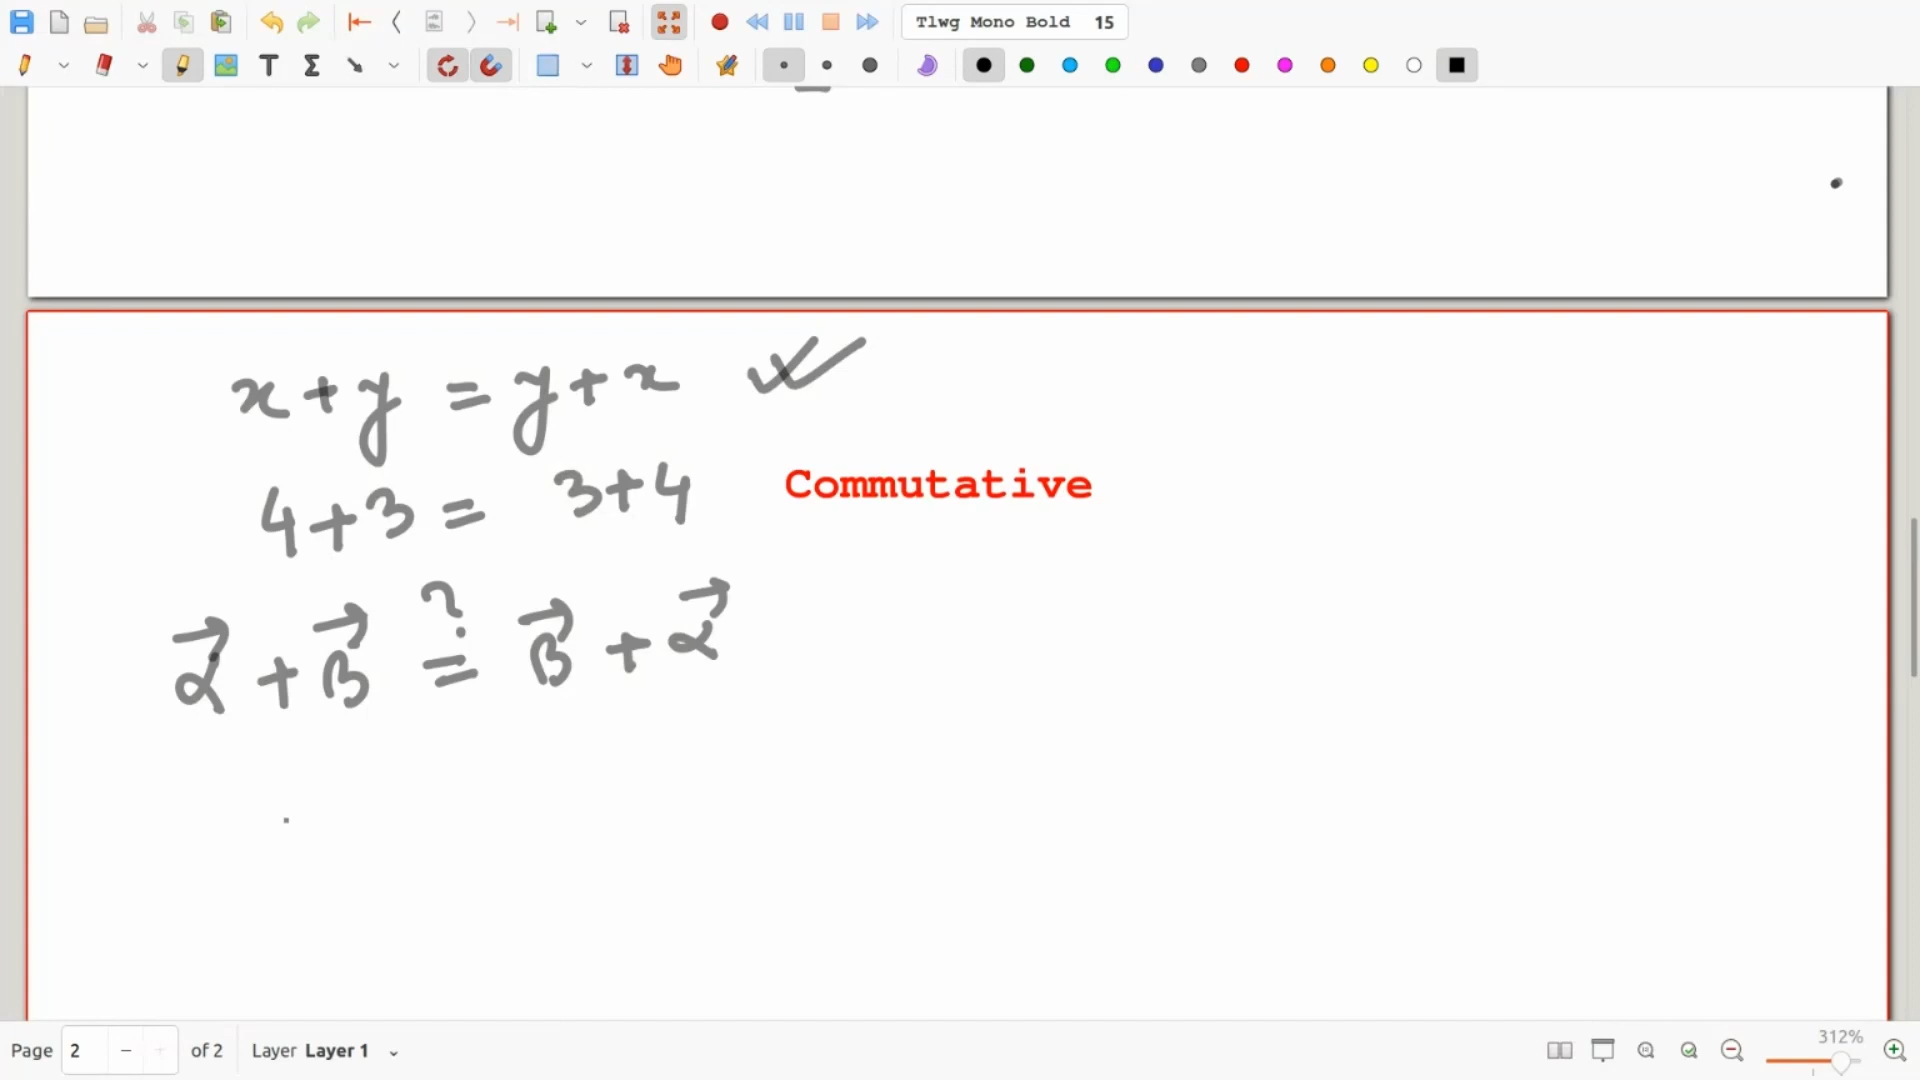 Tlwg Mono Bold 15
x + y = y + x ✓
4 + 3 = 3 + 4
Commutative
α⃗ + β⃗ ?= β⃗ + α⃗
Page 2 of 2 Layer Layer 1
312%